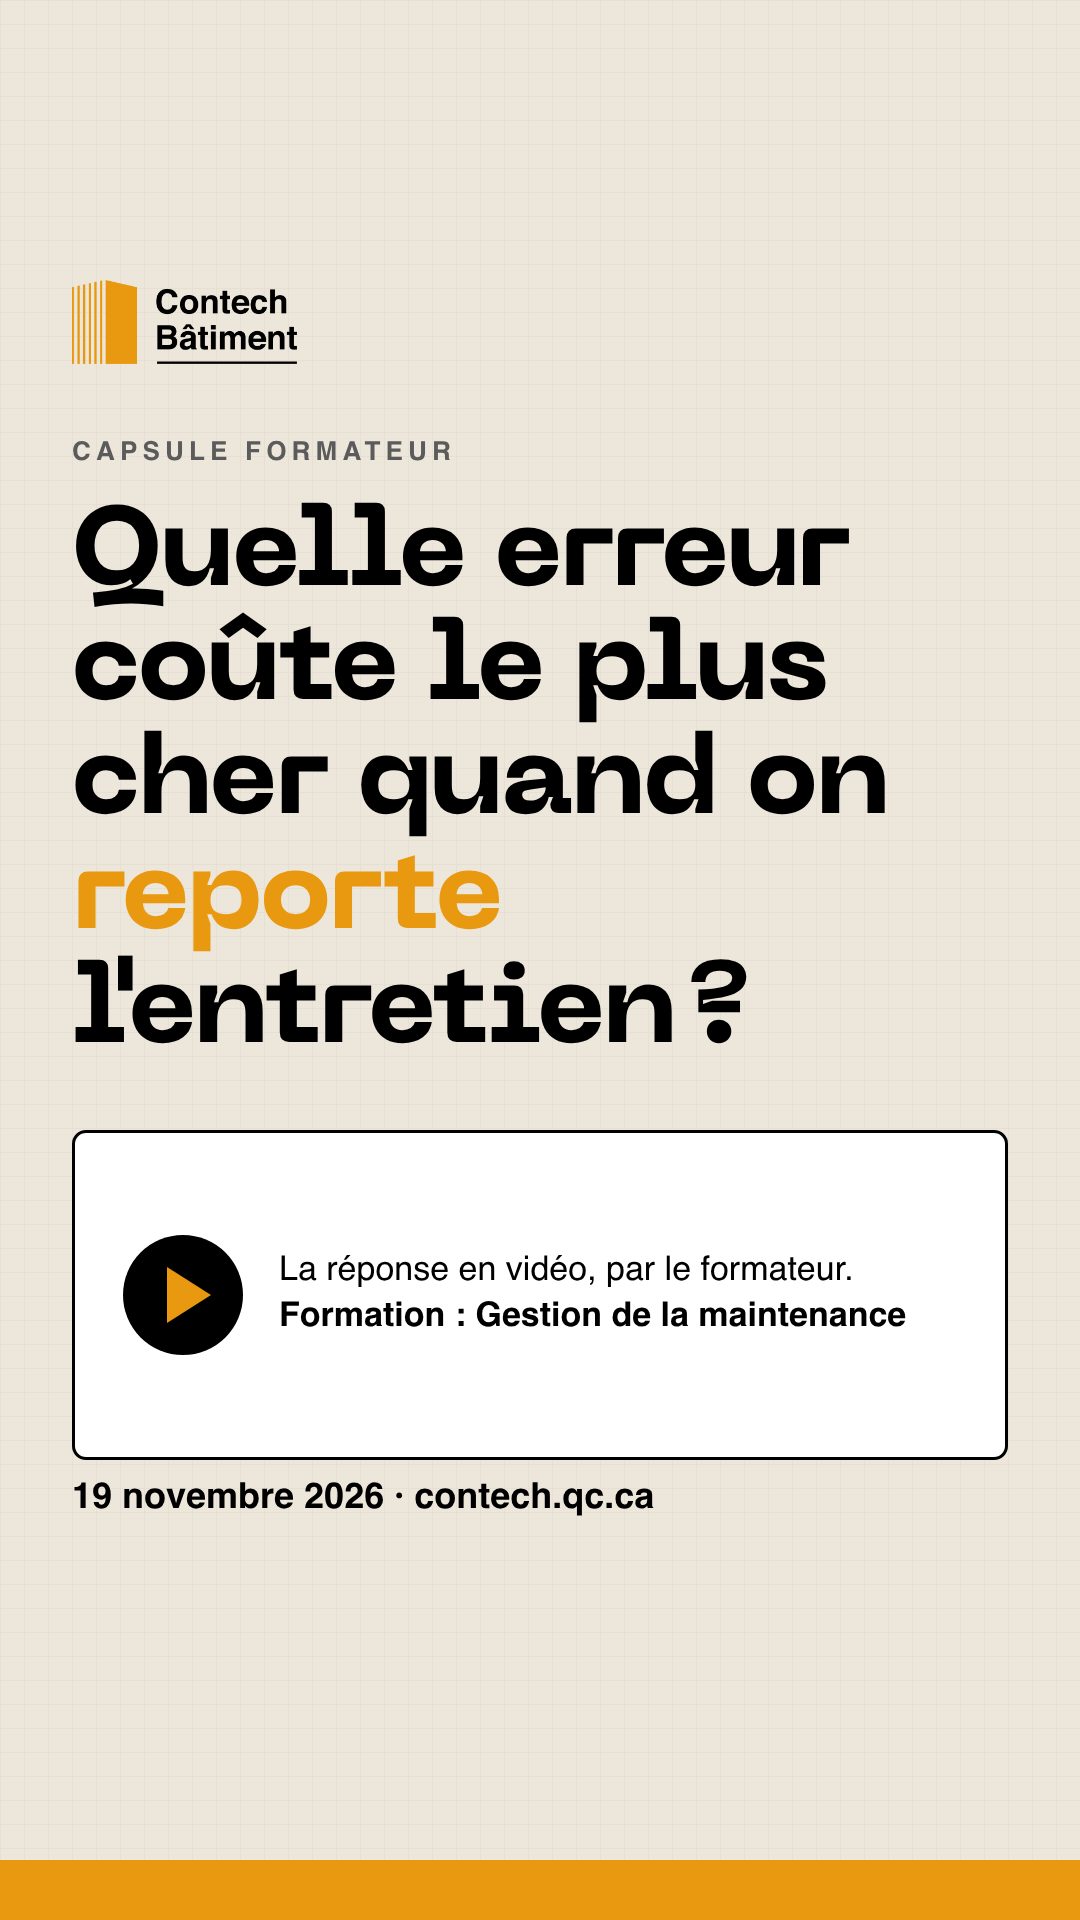 Contech
Bâtiment
CAPSULE FORMATEUR
Quelle erreur
coûte le plus
cher quand on
reporte
l'entretien ?
La réponse en vidéo, par le formateur.
Formation : Gestion de la maintenance
19 novembre 2026 · contech.qc.ca